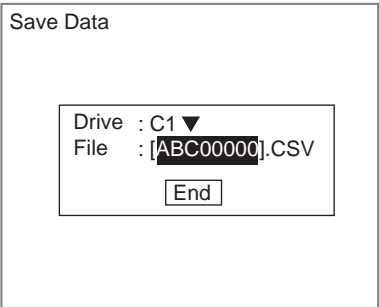 Save Data
Drive : C1 ▼
File : [ABC00000].CSV
End